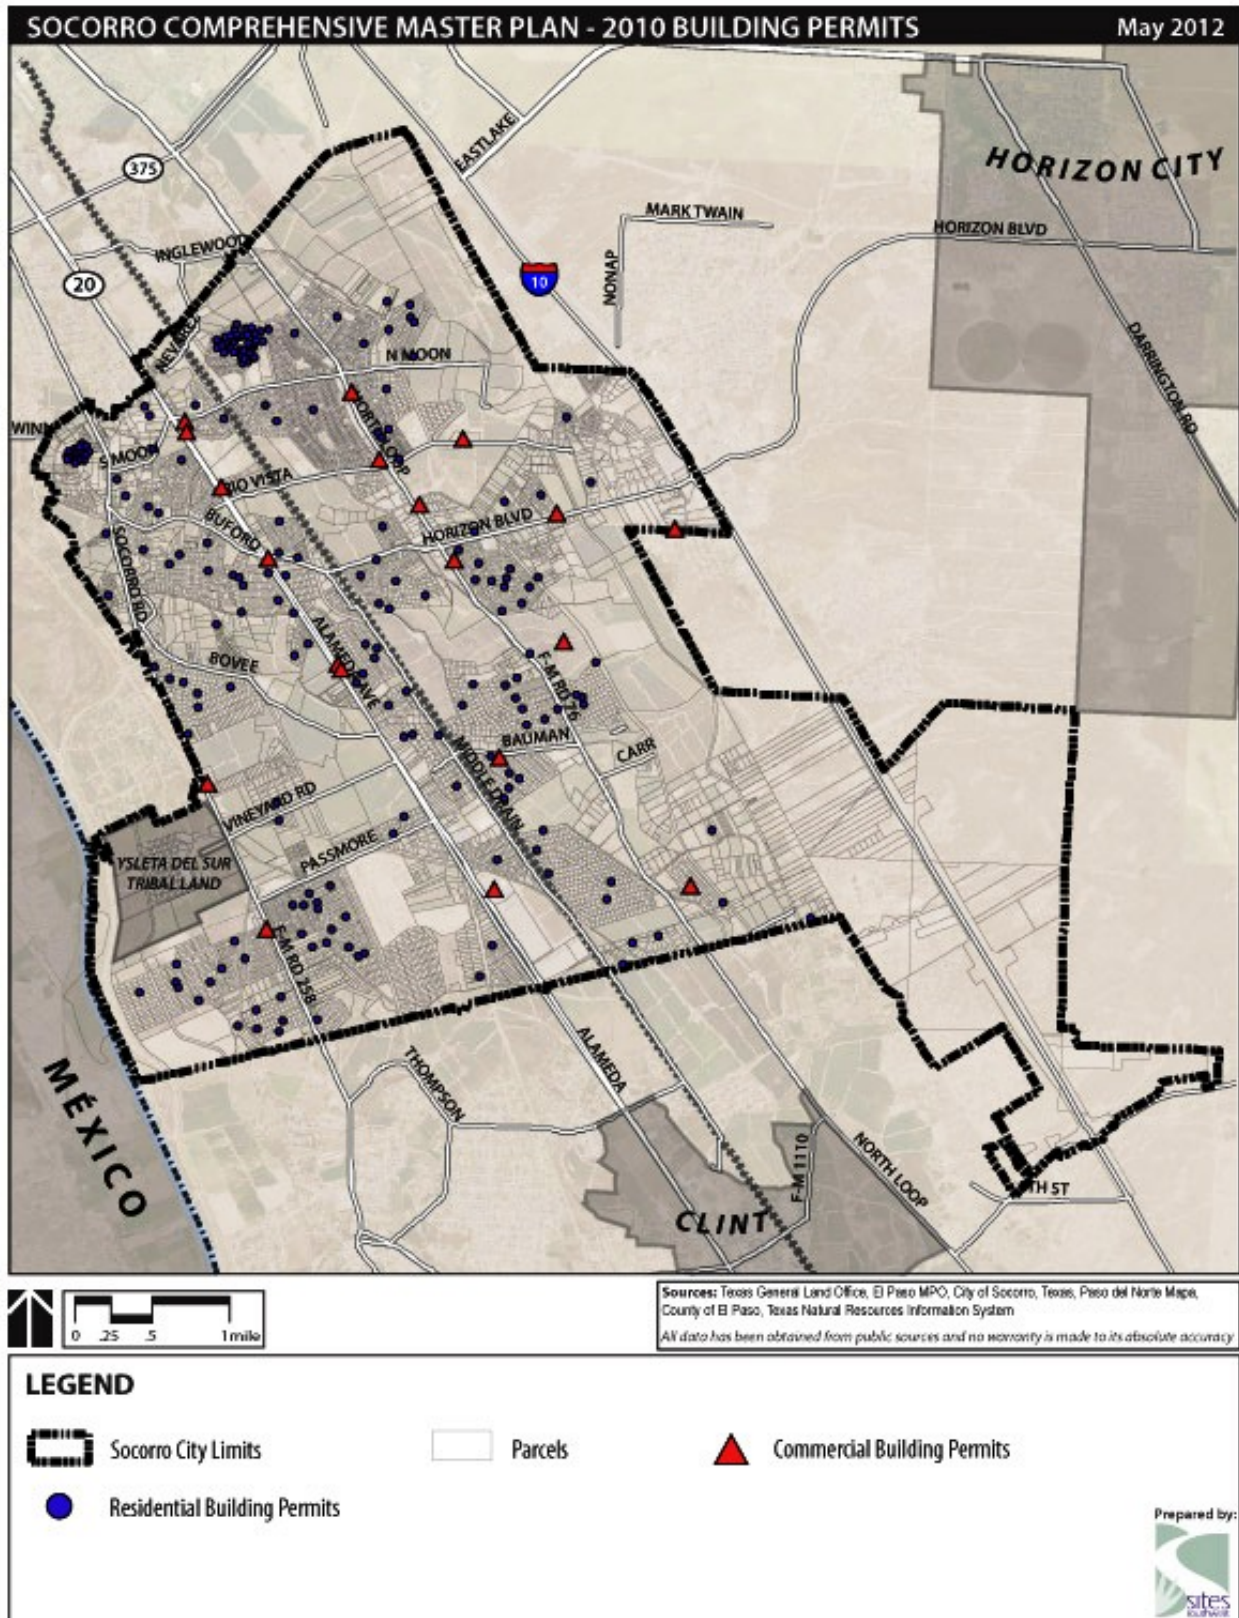 SOCORRO COMPREHENSIVE MASTER PLAN - 2010 BUILDING PERMITS May 2012
HORIZON CITY
EASTLAKE
375
MARK TWAIN
HORIZON BLVD
INGLEWOOD
NONAP
20
10
DARRINGTON RD
N MOON
WINN
S MOON
RIO VISTA
BUFORD
HORIZON BLVD
SOCORRO RD
ALAMEDA AVE
BOVEE
F-M RD 76
BAUMAN
CARR
MIDDLE DRAIN
VINEYARD RD
PASSMORE
YSLETA DEL SUR
TRIBAL LAND
F-M RD 258
MÉXICO
THOMPSON
ALAMEDA
F-M 1110
NORTH LOOP
TH ST
CLINT
0 .25 .5 1 mile
Sources: Texas General Land Office, El Paso MPO, City of Socorro, Texas, Paso del Norte Mapa,
County of El Paso, Texas Natural Resources Information System
All data has been obtained from public sources and no warranty is made to its absolute accuracy
LEGEND
Socorro City Limits
Parcels
Commercial Building Permits
Residential Building Permits
Prepared by:
sites
southwest